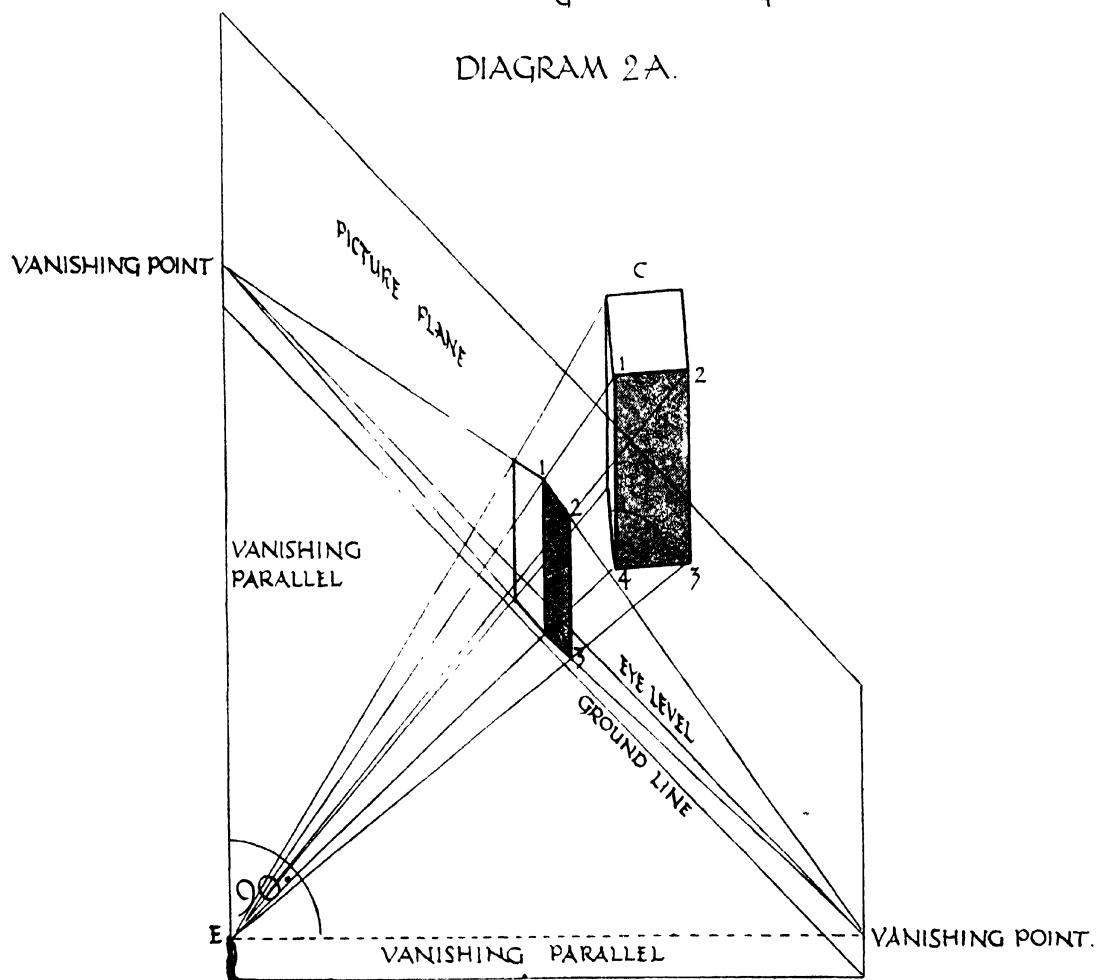 DIAGRAM 2A.
VANISHING POINT
PICTURE PLANE
C
1
2
1
2
4
3
VANISHING
PARALLEL
3
EYE LEVEL
GROUND LINE
90°
E
VANISHING PARALLEL
VANISHING POINT.